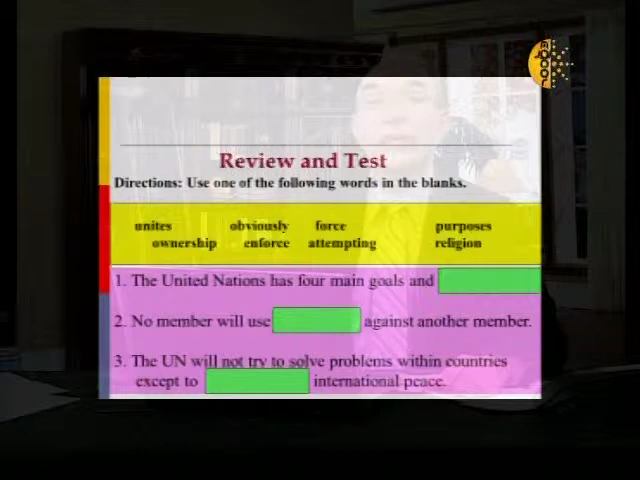 Review and Test
Directions: Use one of the following words in the blanks.
unites obviously force purposes
ownership enforce attempting religion
1. The United Nations has four main goals and
2. No member will use against another member.
3. The UN will not try to solve problems within countries
except to international peace.